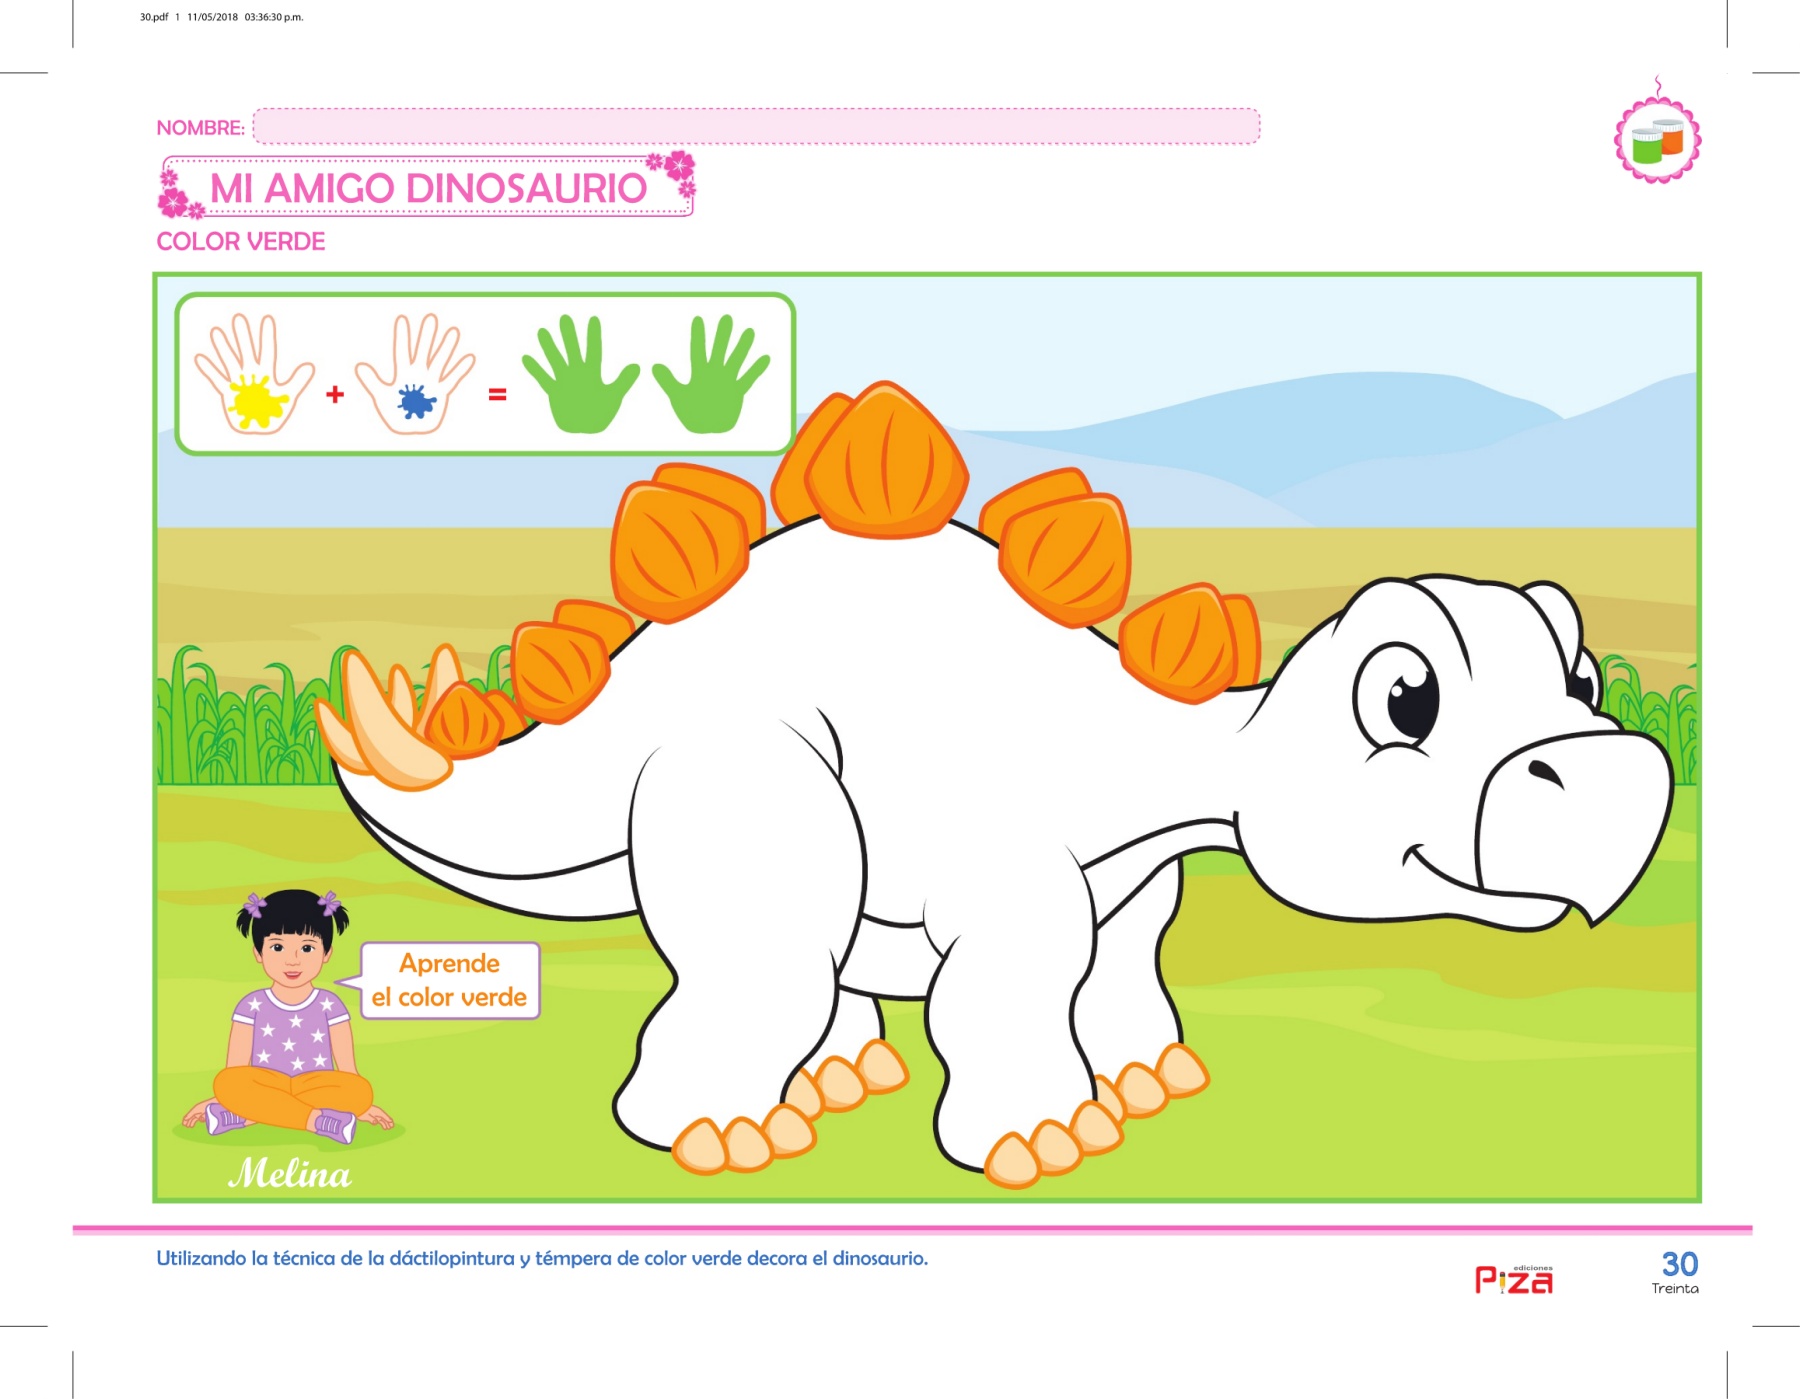 30.pdf 1 11/05/2018 03:36:30 p.m.
NOMBRE:
MI AMIGO DINOSAURIO
COLOR VERDE
+ =
Aprende
el color verde
Melina
Utilizando la técnica de la dáctilopintura y témpera de color verde decora el dinosaurio.
ediciones
Piza
30
Treinta